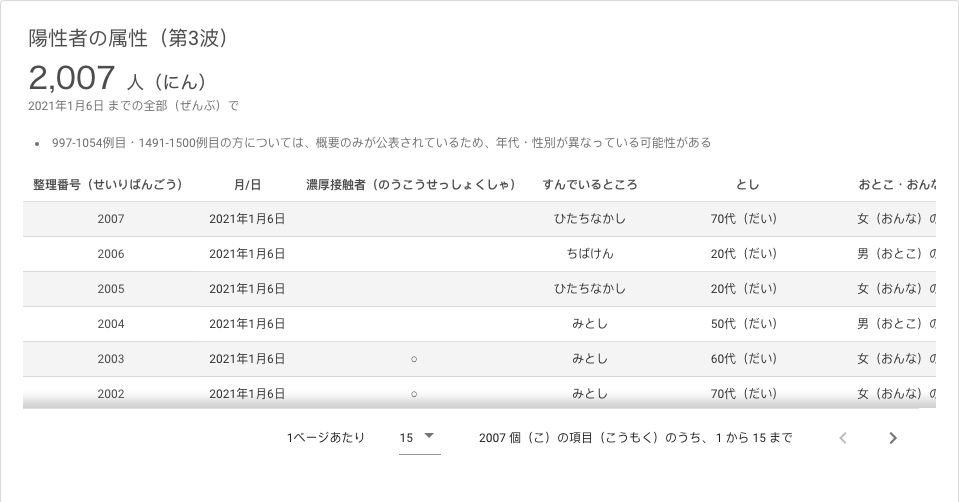 陽性者の属性（第3波）
2,007 人（にん）
2021年1月6日 までの全部（ぜんぶ）で
• 997-1054例目・1491-1500例目の方については、概要のみが公表されているため、年代・性別が異なっている可能性がある
整理番号（せいりばんごう） 月/日 濃厚接触者（のうこうせっしょくしゃ） すんでいるところ とし おとこ・おんな
2007 2021年1月6日 ひたちなかし 70代（だい） 女（おんな）の
2006 2021年1月6日 ちばけん 20代（だい） 男（おとこ）の
2005 2021年1月6日 ひたちなかし 20代（だい） 女（おんな）の
2004 2021年1月6日 みとし 50代（だい） 男（おとこ）の
2003 2021年1月6日 ○ みとし 60代（だい） 女（おんな）の
2002 2021年1月6日 ○ みとし 70代（だい） 女（おんな）の
1ページあたり 15 2007 個（こ）の項目（こうもく）のうち、1 から 15 まで